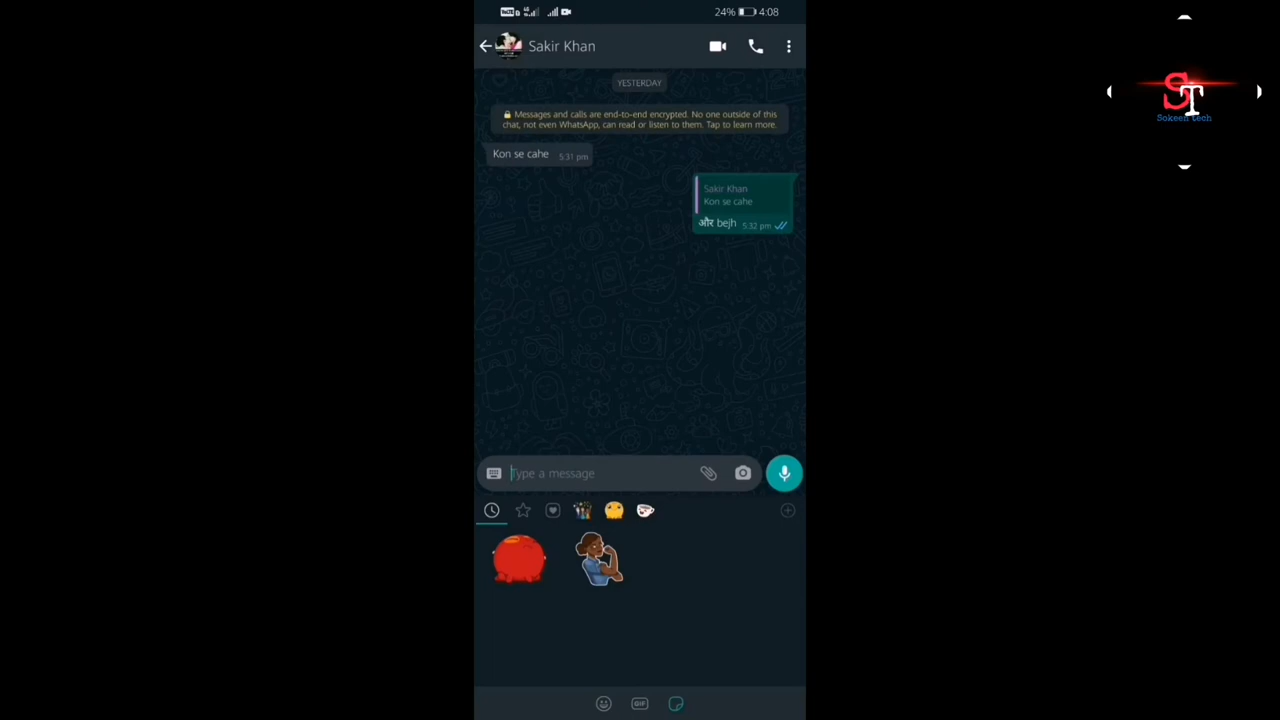 24% 4:08
Sakir Khan
YESTERDAY
Messages and calls are end-to-end encrypted. No one outside of this
chat, not even WhatsApp, can read or listen to them. Tap to learn more.
Kon se cahe 5:31 pm
Sakir Khan
Kon se cahe
और bejh 5:32 pm
Type a message
GIF
ST
Sokeen tech